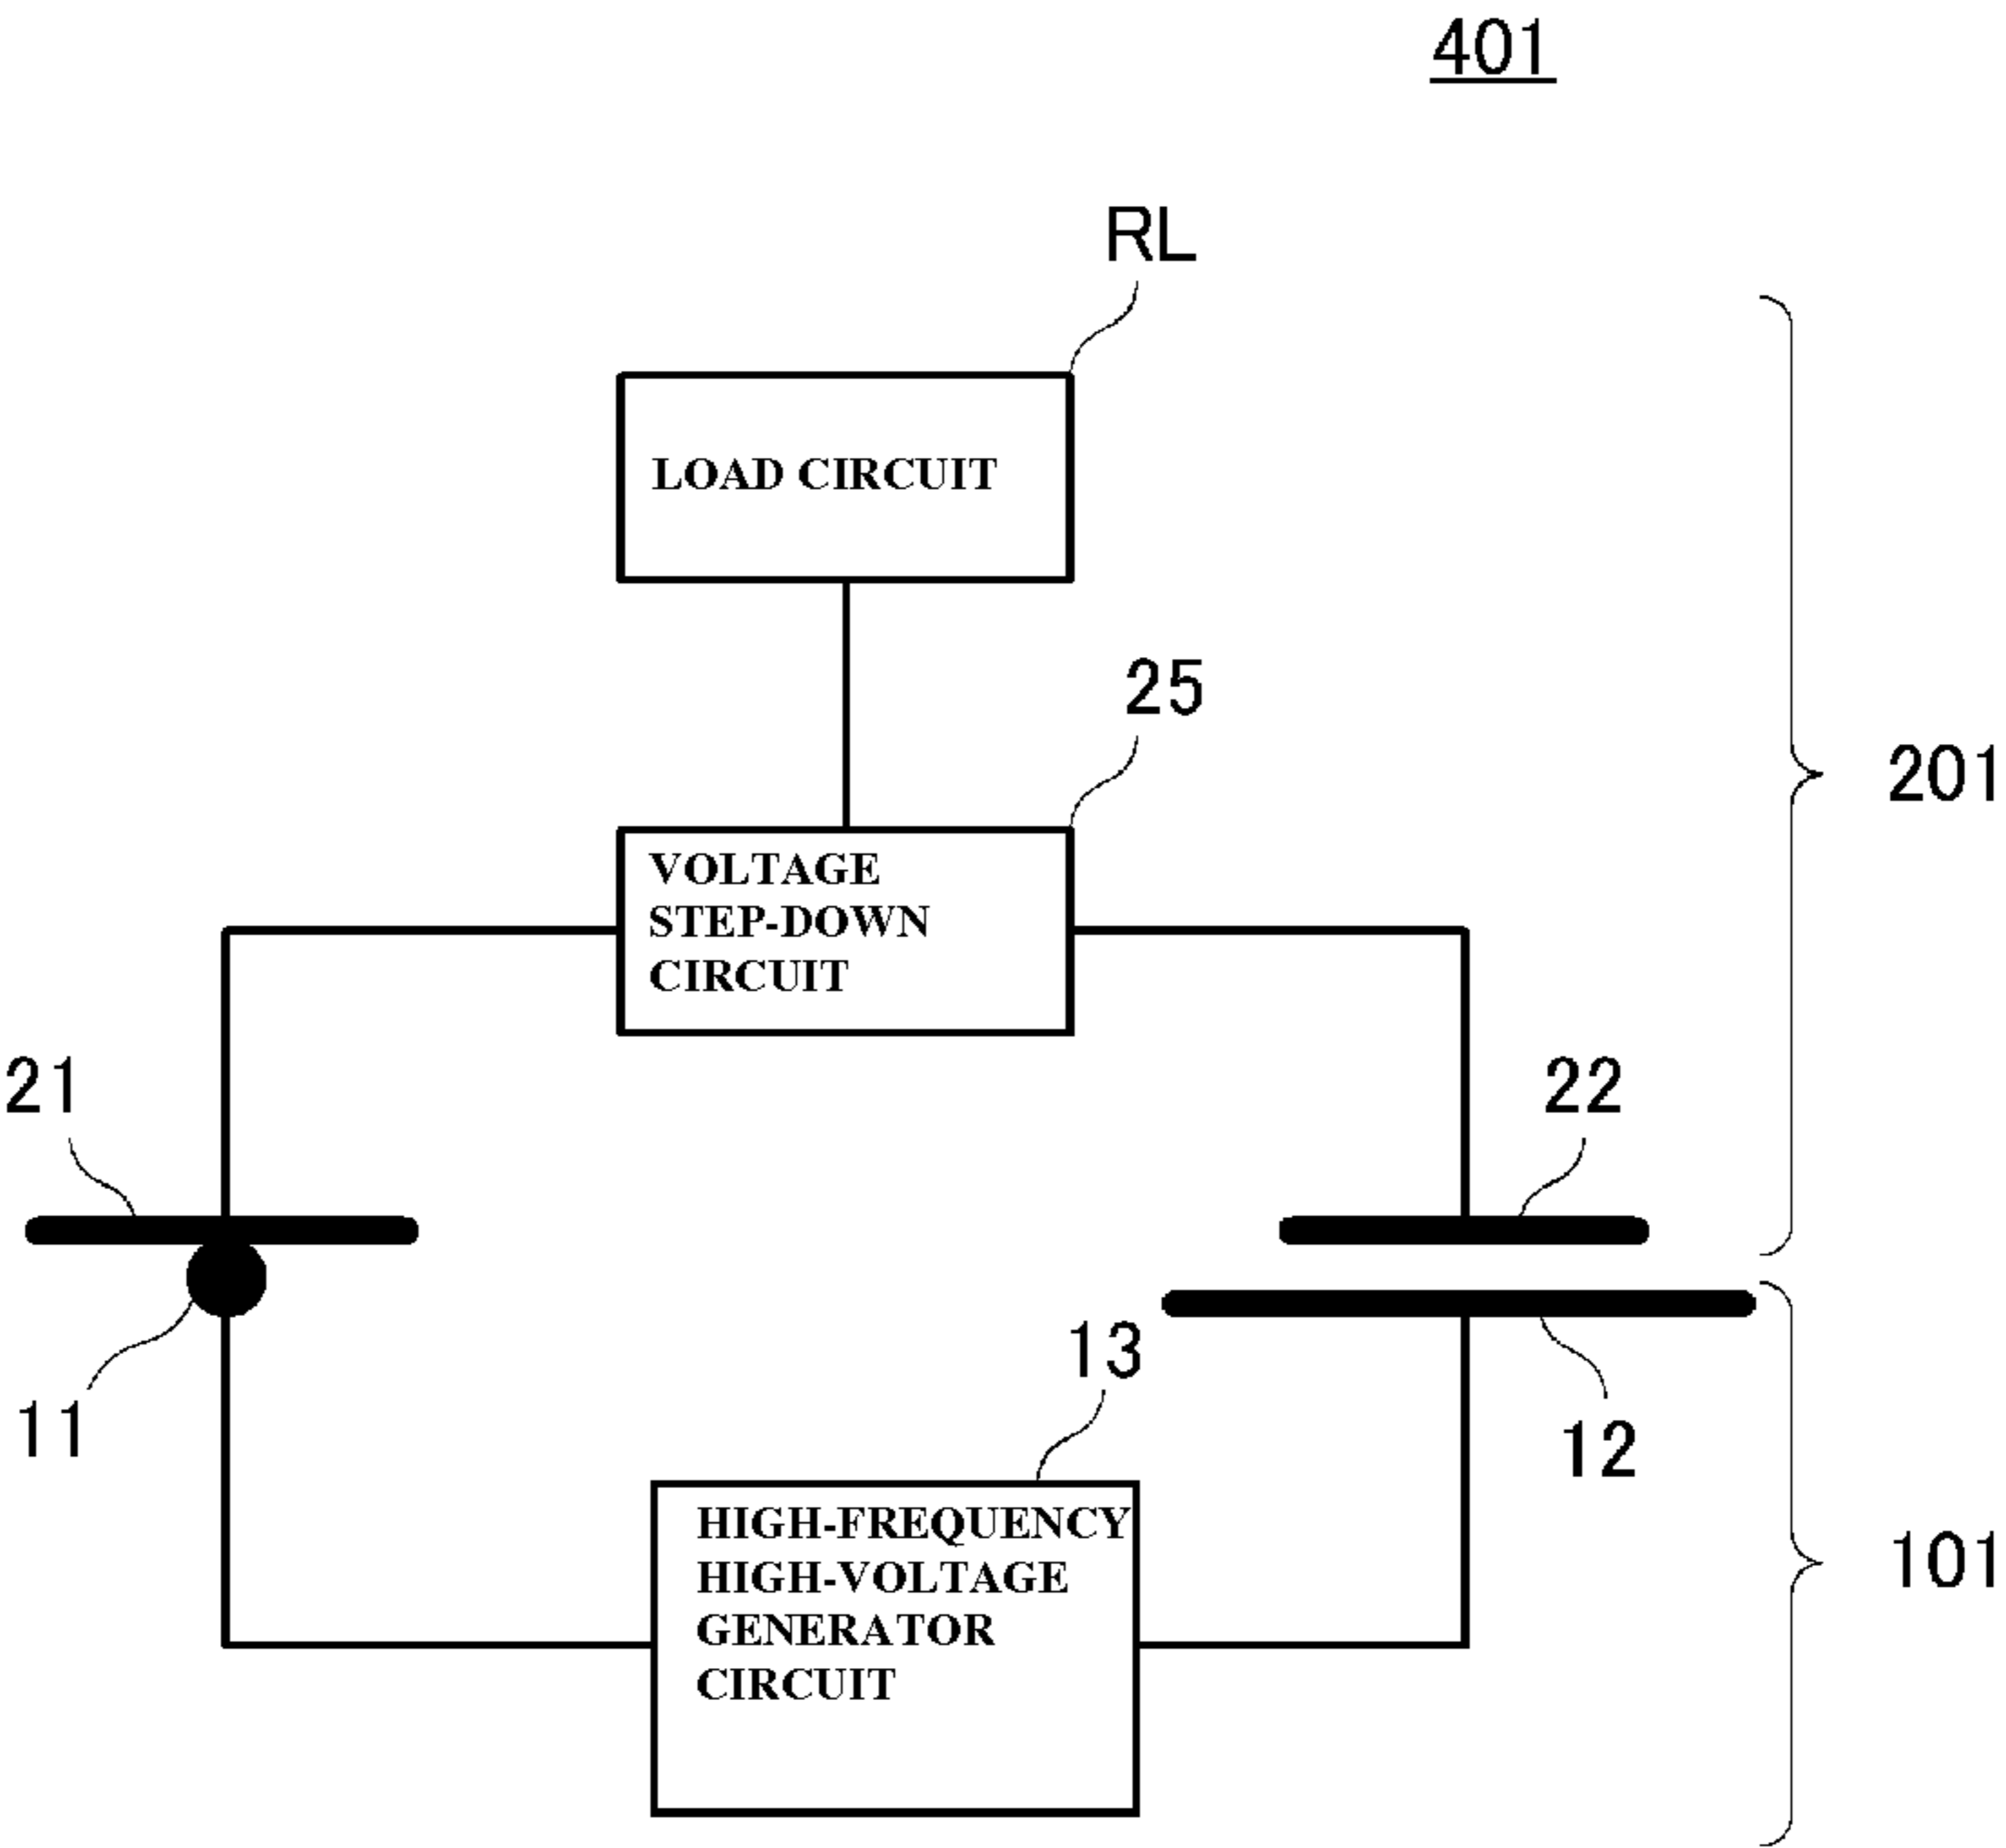 401
RL
LOAD CIRCUIT
25
201
VOLTAGE
STEP-DOWN
CIRCUIT
21
22
13
11
12
HIGH-FREQUENCY
HIGH-VOLTAGE
GENERATOR
CIRCUIT
101